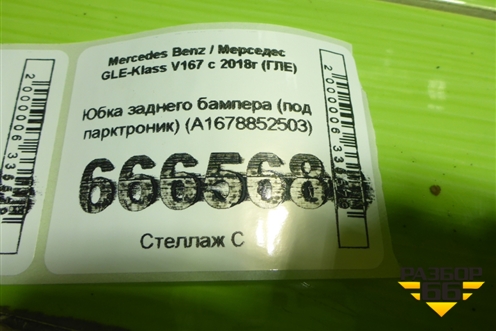 Mercedes Benz / Мерседес
GLE-Klass V167 с 2018г (ГЛЕ)
Юбка заднего бампера (под
парктроник) (A1678852503)
666568
Стеллаж С
РАЗБОР
66